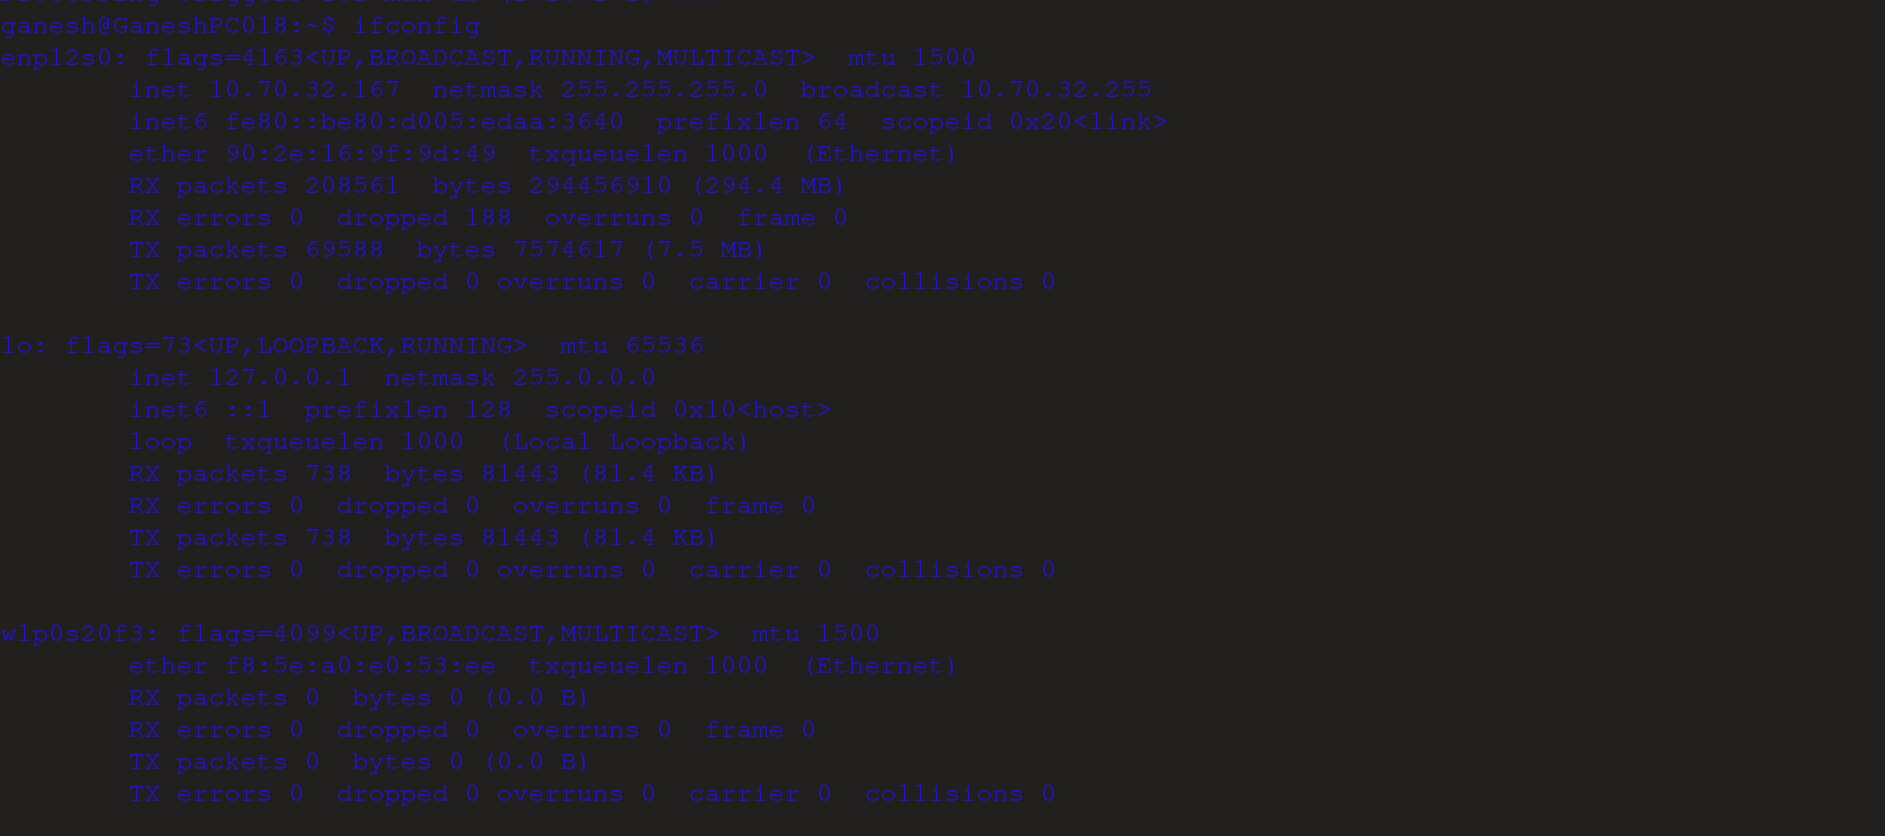 ganesh@GaneshPC018:~$ ifconfig
enp12s0: flags=4163<UP,BROADCAST,RUNNING,MULTICAST>  mtu 1500
        inet 10.70.32.167  netmask 255.255.255.0  broadcast 10.70.32.255
        inet6 fe80::be80:d005:edaa:3640  prefixlen 64  scopeid 0x20<link>
        ether 90:2e:16:9f:9d:49  txqueuelen 1000  (Ethernet)
        RX packets 208561  bytes 294456910 (294.4 MB)
        RX errors 0  dropped 188  overruns 0  frame 0
        TX packets 69588  bytes 7574617 (7.5 MB)
        TX errors 0  dropped 0 overruns 0  carrier 0  collisions 0

lo: flags=73<UP,LOOPBACK,RUNNING>  mtu 65536
        inet 127.0.0.1  netmask 255.0.0.0
        inet6 ::1  prefixlen 128  scopeid 0x10<host>
        loop  txqueuelen 1000  (Local Loopback)
        RX packets 738  bytes 81443 (81.4 KB)
        RX errors 0  dropped 0  overruns 0  frame 0
        TX packets 738  bytes 81443 (81.4 KB)
        TX errors 0  dropped 0 overruns 0  carrier 0  collisions 0

wlp0s20f3: flags=4099<UP,BROADCAST,MULTICAST>  mtu 1500
        ether f8:5e:a0:e0:53:ee  txqueuelen 1000  (Ethernet)
        RX packets 0  bytes 0 (0.0 B)
        RX errors 0  dropped 0  overruns 0  frame 0
        TX packets 0  bytes 0 (0.0 B)
        TX errors 0  dropped 0 overruns 0  carrier 0  collisions 0